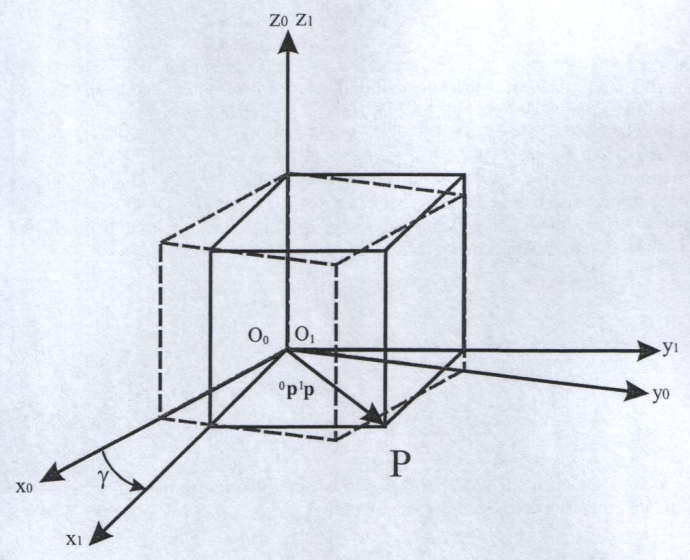 z₀ z₁
O₀ O₁
y₁
⁰p¹p
y₀
P
x₀
γ
x₁